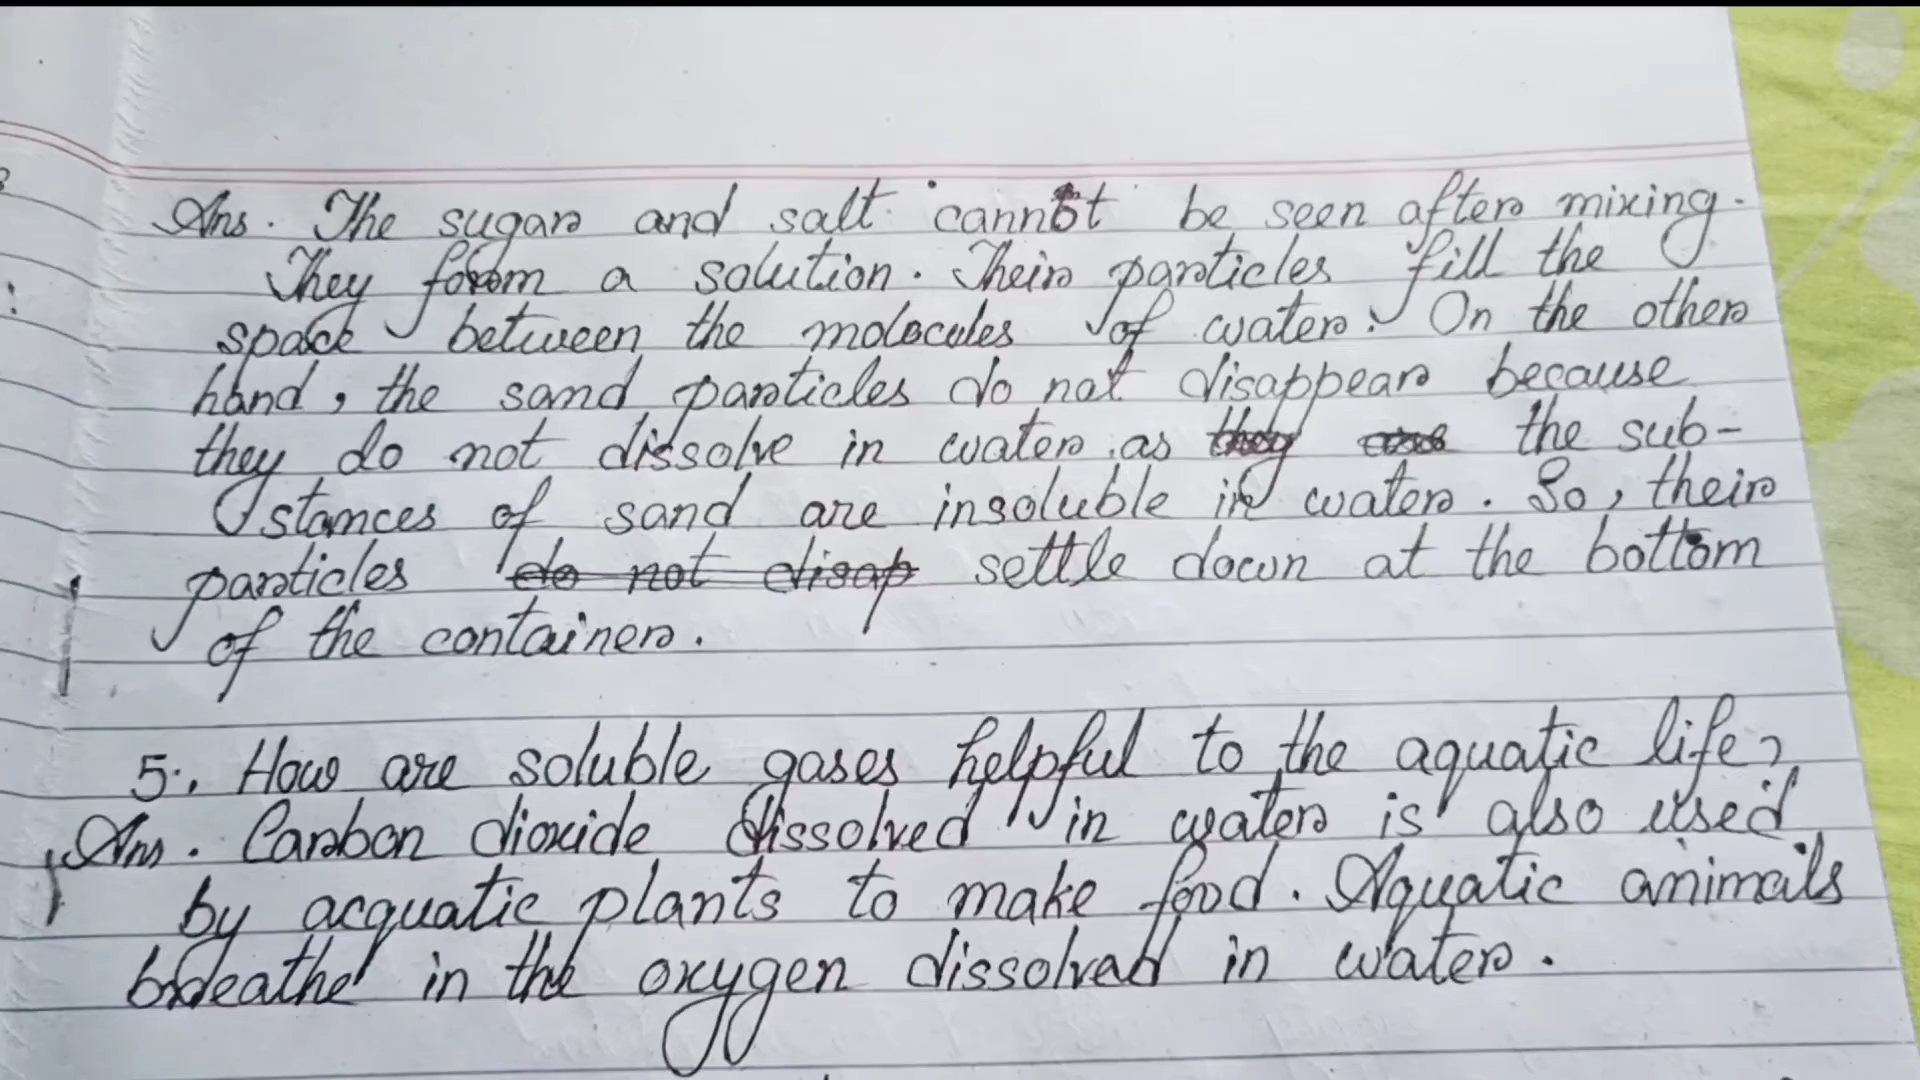 Ans. The sugar and salt cannot be seen after mixing.
They form a solution. Their particles fill the
space between the molecules of water. On the other
hand, the sand particles do not disappear because
they do not dissolve in water as they the sub-
stances of sand are insoluble in water. So, their
particles do not disap settle down at the bottom
of the container.
5. How are soluble gases helpful to the aquatic life?
Ans. Carbon dioxide dissolved in water is also used
by acquatic plants to make food. Aquatic animals
breathe in the oxygen dissolved in water.